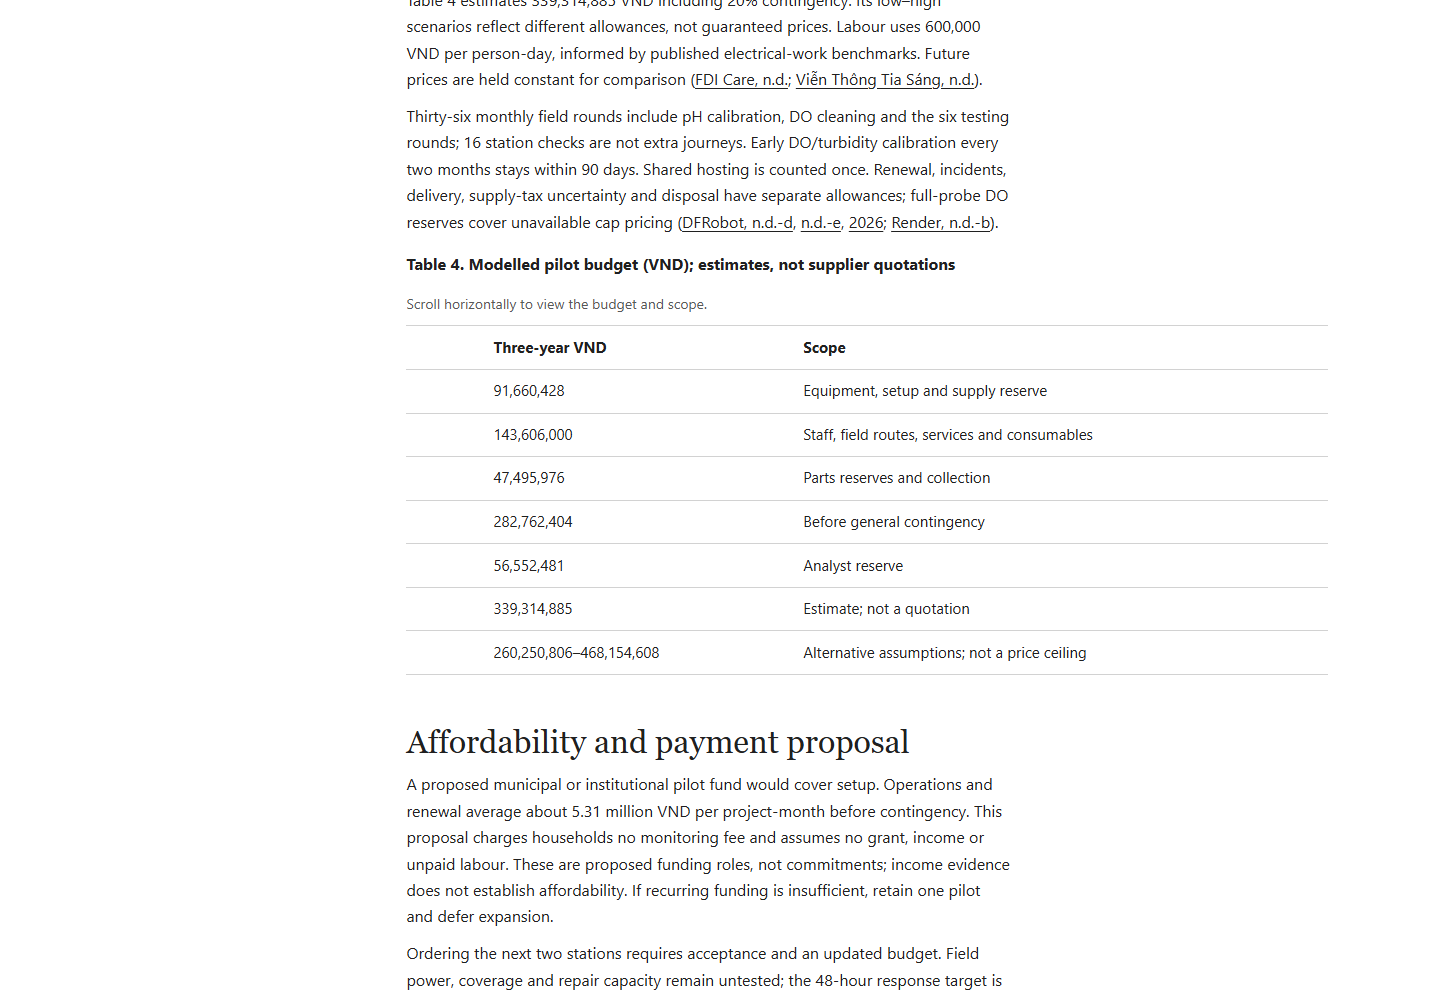 Table 4 estimates 339,314,885 VND including 20% contingency. Its low–high
scenarios reflect different allowances, not guaranteed prices. Labour uses 600,000
VND per person-day, informed by published electrical-work benchmarks. Future
prices are held constant for comparison (FDI Care, n.d.; Viễn Thông Tia Sáng, n.d.).
Thirty-six monthly field rounds include pH calibration, DO cleaning and the six testing
rounds; 16 station checks are not extra journeys. Early DO/turbidity calibration every
two months stays within 90 days. Shared hosting is counted once. Renewal, incidents,
delivery, supply-tax uncertainty and disposal have separate allowances; full-probe DO
reserves cover unavailable cap pricing (DFRobot, n.d.-d, n.d.-e, 2026; Render, n.d.-b).
Table 4. Modelled pilot budget (VND); estimates, not supplier quotations
Scroll horizontally to view the budget and scope.
Three-year VND Scope
91,660,428 Equipment, setup and supply reserve
143,606,000 Staff, field routes, services and consumables
47,495,976 Parts reserves and collection
282,762,404 Before general contingency
56,552,481 Analyst reserve
339,314,885 Estimate; not a quotation
260,250,806–468,154,608 Alternative assumptions; not a price ceiling
Affordability and payment proposal
A proposed municipal or institutional pilot fund would cover setup. Operations and
renewal average about 5.31 million VND per project-month before contingency. This
proposal charges households no monitoring fee and assumes no grant, income or
unpaid labour. These are proposed funding roles, not commitments; income evidence
does not establish affordability. If recurring funding is insufficient, retain one pilot
and defer expansion.
Ordering the next two stations requires acceptance and an updated budget. Field
power, coverage and repair capacity remain untested; the 48-hour response target is